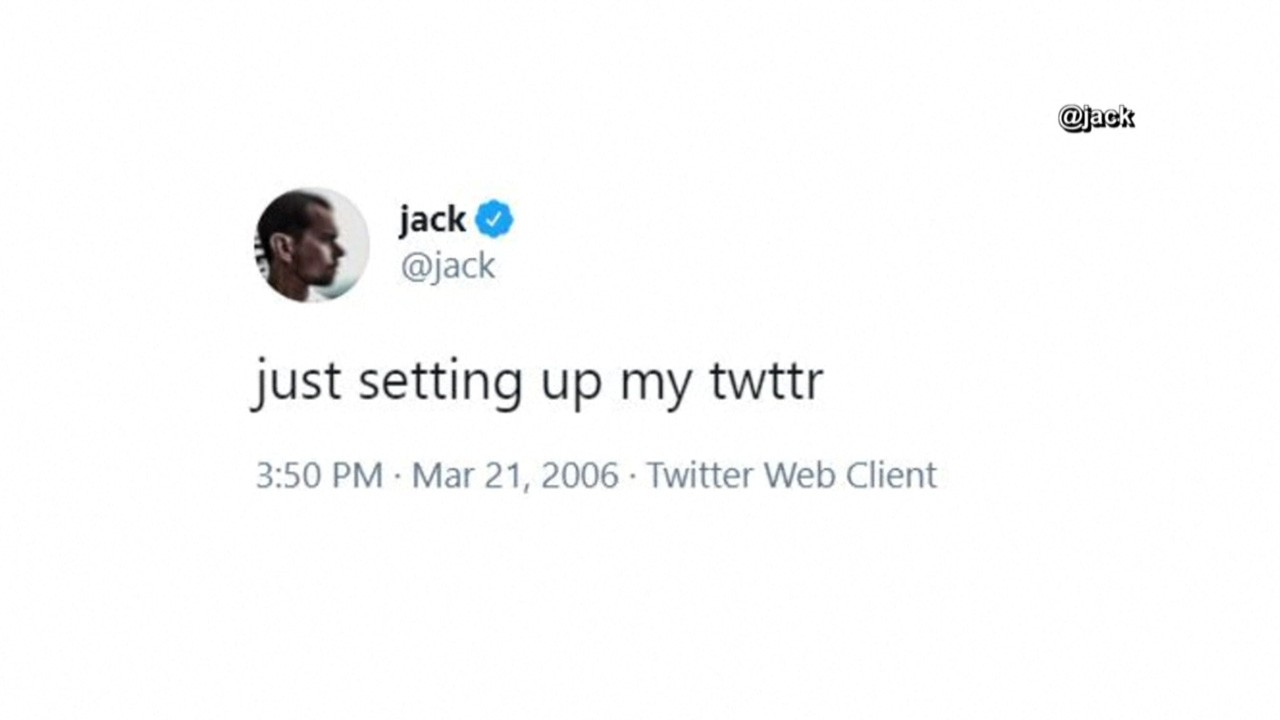 @jack
jack
@jack
just setting up my twttr
3:50 PM · Mar 21, 2006 · Twitter Web Client